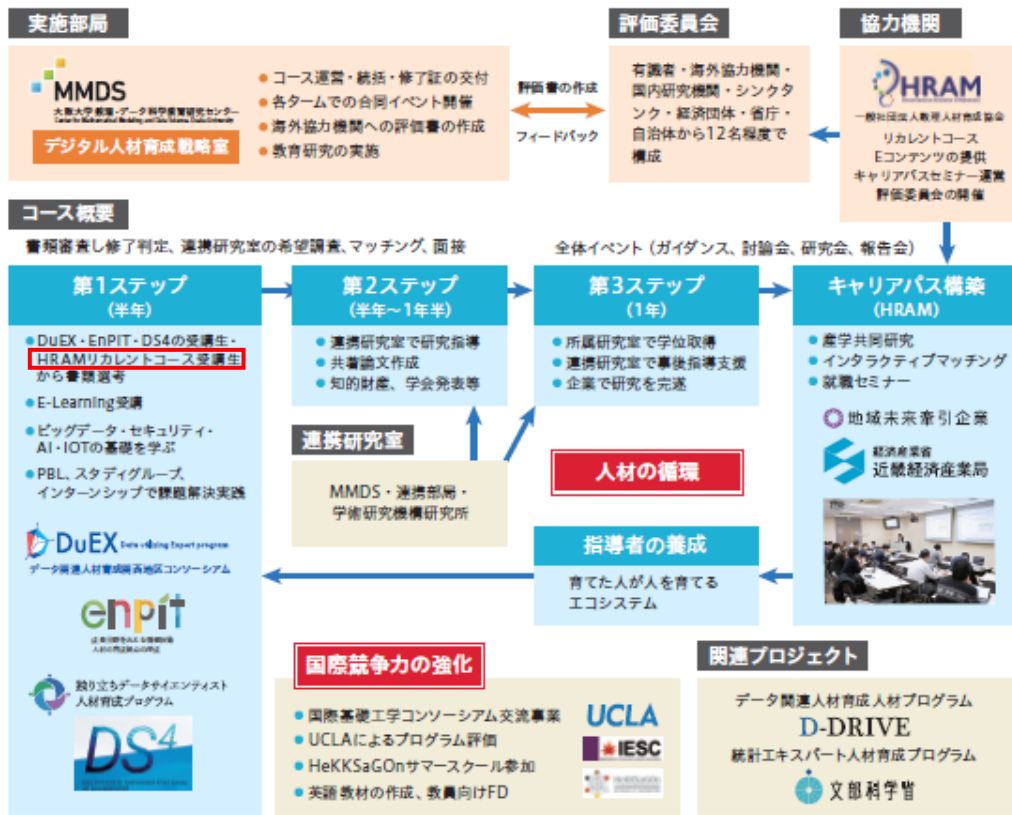 実施部局
MMDS
大阪大学 数理・データ科学教育研究センター
デジタル人材育成戦略室
● コース運営・統括・修了証の交付
● 各タームでの合同イベント開催
● 海外協力機関への評価書の作成
● 教育研究の実施
評価書の作成
フィードバック
評価委員会
有識者・海外協力機関・
国内研究機関・シンクタ
ンク・経済団体・省庁・
自治体から12名程度で
構成
協力機関
HRAM
一般社団法人数理人材育成協会
リカレントコース
Eコンテンツの提供
キャリアパスセミナー運営
評価委員会の開催
コース概要
書類審査し修了判定、連携研究室の希望調査、マッチング、面接
全体イベント（ガイダンス、討論会、研究会、報告会）
第1ステップ
（半年）
● DuEX・EnPIT・DS4の受講生・
HRAMリカレントコース受講生
から書類選考
● E-Learning受講
● ビッグデータ・セキュリティ・
AI・IOTの基礎を学ぶ
● PBL、スタディグループ、
インターンシップで課題解決実践
DuEX Data utilizing Expert program
データ関連人材育成関西地区コンソーシアム
enpit
独り立ちデータサイエンティスト
人材育成プログラム
DS4
第2ステップ
（半年～1年半）
● 連携研究室で研究指導
● 共著論文作成
● 知的財産、学会発表等
第3ステップ
（1年）
● 所属研究室で学位取得
● 連携研究室で事後指導支援
● 企業で研究を完遂
キャリアパス構築
（HRAM）
● 産学共同研究
● インタラクティブマッチング
● 就職セミナー
地域未来牽引企業
経済産業省
近畿経済産業局
連携研究室
MMDS・連携部局・
学術研究機構研究所
人材の循環
指導者の養成
育てた人が人を育てる
エコシステム
国際競争力の強化
● 国際基礎工学コンソーシアム交流事業
● UCLAによるプログラム評価
● HeKKSaGOnサマースクール参加
● 英語教材の作成、教員向けFD
UCLA
IESC
関連プロジェクト
データ関連人材育成人材プログラム
D-DRIVE
統計エキスパート人材育成プログラム
文部科学省